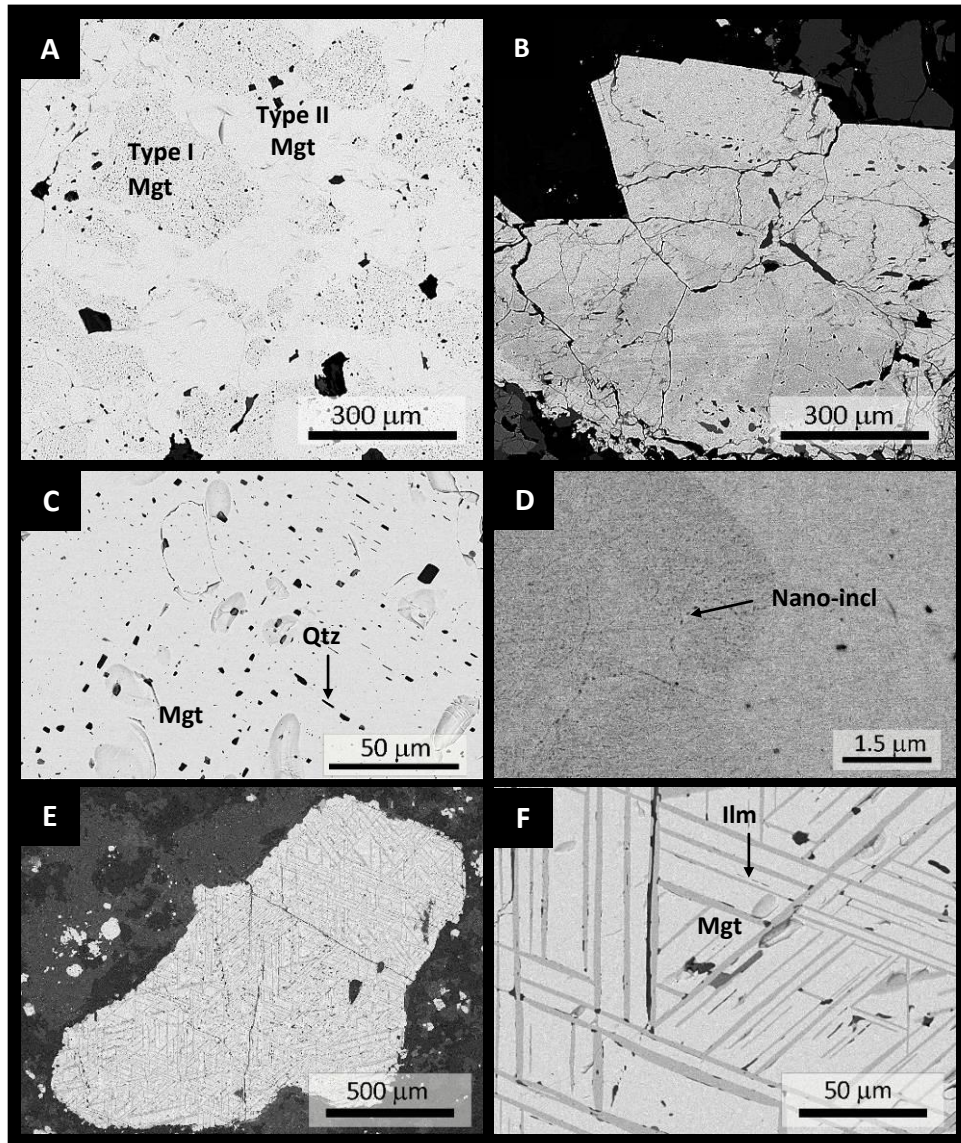 A
Type II
Mgt
Type I
Mgt
300 μm
B
300 μm
C
Qtz
Mgt
50 μm
D
Nano-incl
1.5 μm
E
500 μm
F
Ilm
Mgt
50 μm